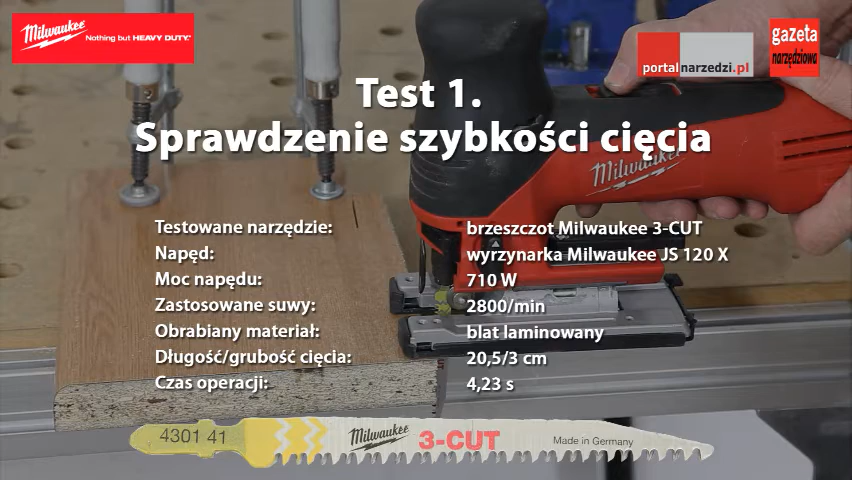 Milwaukee
Nothing but HEAVY DUTY.
portalnarzedzi.pl
gazeta
narzędziowa
Test 1.
Sprawdzenie szybkości cięcia
Milwaukee
Testowane narzędzie: brzeszczot Milwaukee 3-CUT
Napęd: wyrzynarka Milwaukee JS 120 X
Moc napędu: 710 W
Zastosowane suwy: 2800/min
Obrabiany materiał: blat laminowany
Długość/grubość cięcia: 20,5/3 cm
Czas operacji: 4,23 s
4301 41 Milwaukee 3-CUT Made in Germany